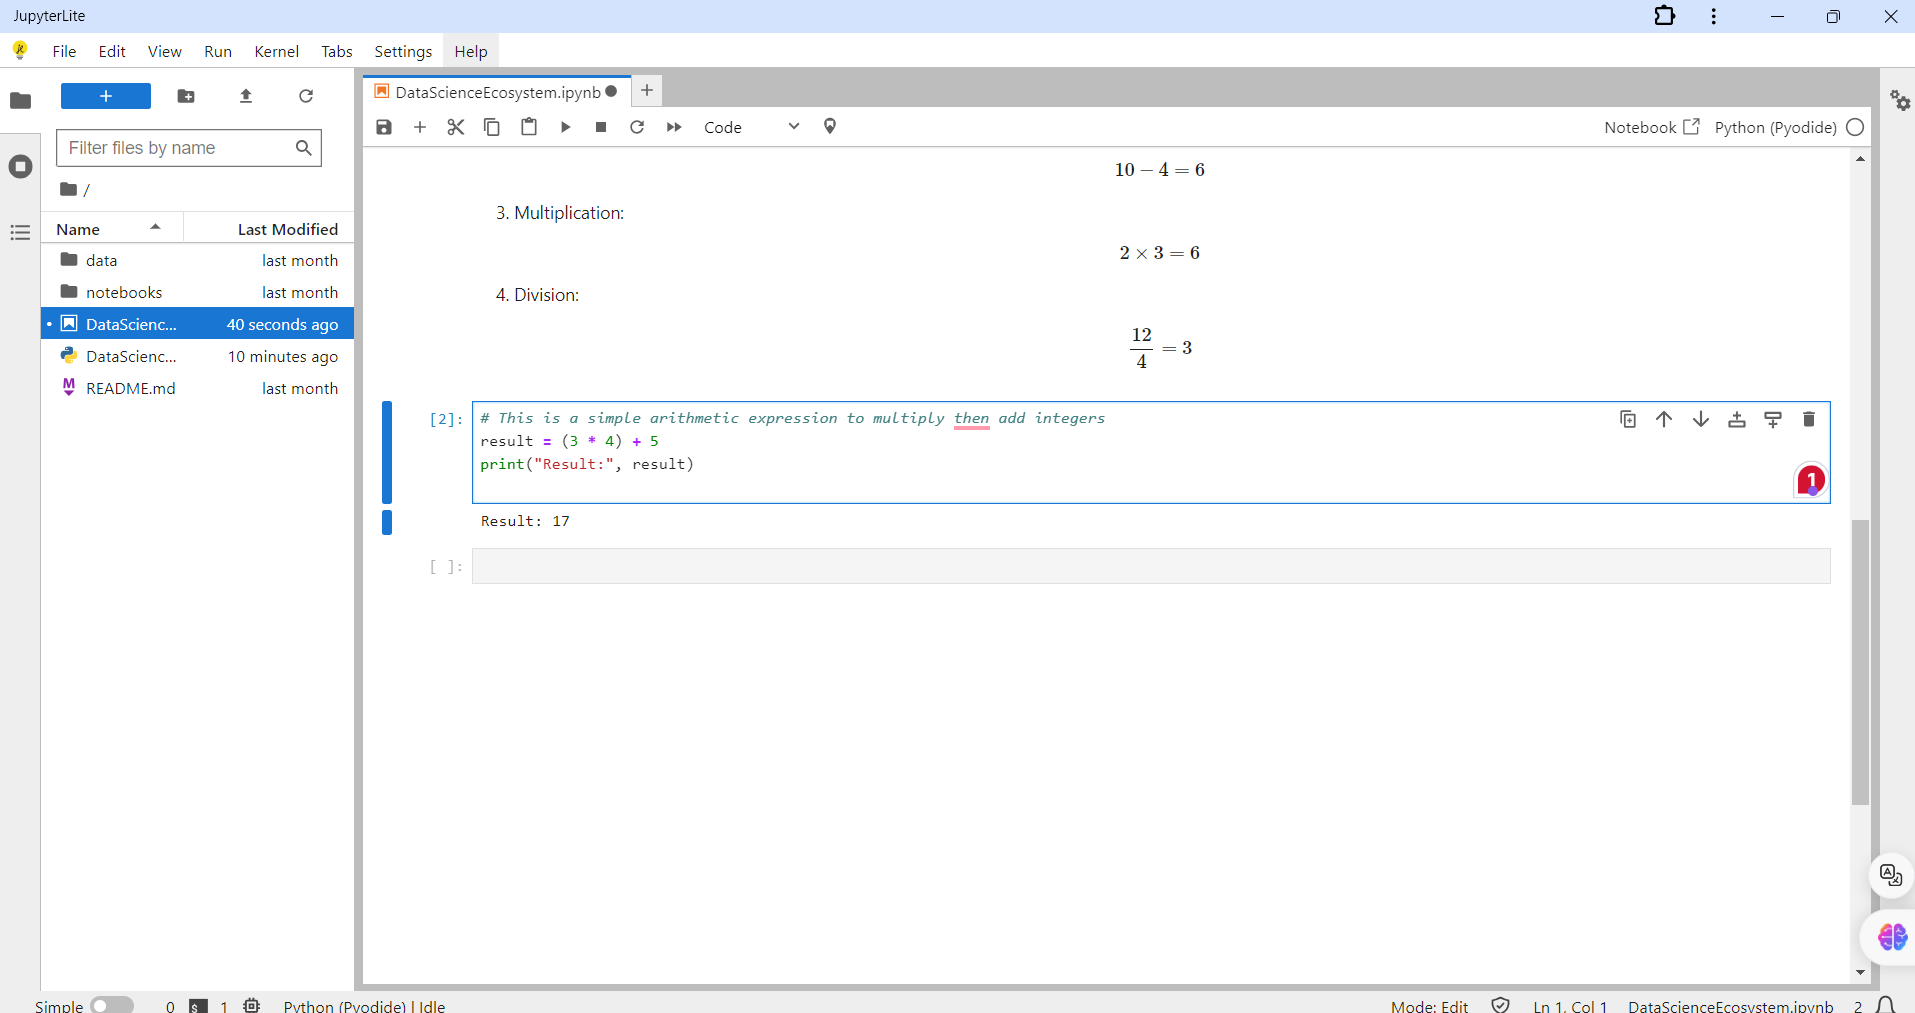 JupyterLite
File Edit View Run Kernel Tabs Settings Help
DataScienceEcosystem.ipynb
Filter files by name
Code
Notebook
Python (Pyodide)
/
Name Last Modified
data last month
notebooks last month
DataScienc... 40 seconds ago
DataScienc... 10 minutes ago
README.md last month
10 − 4 = 6
3. Multiplication:
2 × 3 = 6
4. Division:
12
4
= 3
[2]:
# This is a simple arithmetic expression to multiply then add integers
result = (3 * 4) + 5
print("Result:", result)
1
Result: 17
[ ]:
Simple 0 1 Python (Pyodide) | Idle
Mode: Edit Ln 1, Col 1 DataScienceEcosystem.ipynb 2